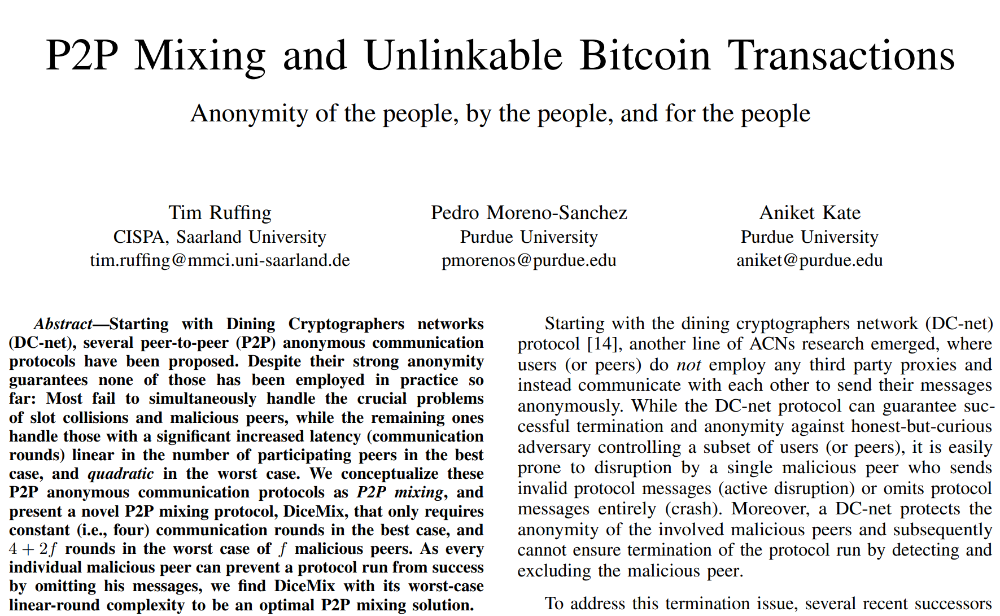 P2P Mixing and Unlinkable Bitcoin Transactions
Anonymity of the people, by the people, and for the people
Tim Ruffing
CISPA, Saarland University
tim.ruffing@mmci.uni-saarland.de
Pedro Moreno-Sanchez
Purdue University
pmorenos@purdue.edu
Aniket Kate
Purdue University
aniket@purdue.edu
Abstract—Starting with Dining Cryptographers networks
(DC-net), several peer-to-peer (P2P) anonymous communication
protocols have been proposed. Despite their strong anonymity
guarantees none of those has been employed in practice so
far: Most fail to simultaneously handle the crucial problems
of slot collisions and malicious peers, while the remaining ones
handle those with a significant increased latency (communication
rounds) linear in the number of participating peers in the best
case, and quadratic in the worst case. We conceptualize these
P2P anonymous communication protocols as P2P mixing, and
present a novel P2P mixing protocol, DiceMix, that only requires
constant (i.e., four) communication rounds in the best case, and
4 + 2f rounds in the worst case of f malicious peers. As every
individual malicious peer can prevent a protocol run from success
by omitting his messages, we find DiceMix with its worst-case
linear-round complexity to be an optimal P2P mixing solution.
Starting with the dining cryptographers network (DC-net)
protocol [14], another line of ACNs research emerged, where
users (or peers) do not employ any third party proxies and
instead communicate with each other to send their messages
anonymously. While the DC-net protocol can guarantee suc-
cessful termination and anonymity against honest-but-curious
adversary controlling a subset of users (or peers), it is easily
prone to disruption by a single malicious peer who sends
invalid protocol messages (active disruption) or omits protocol
messages entirely (crash). Moreover, a DC-net protects the
anonymity of the involved malicious peers and subsequently
cannot ensure termination of the protocol run by detecting and
excluding the malicious peer.
To address this termination issue, several recent successors